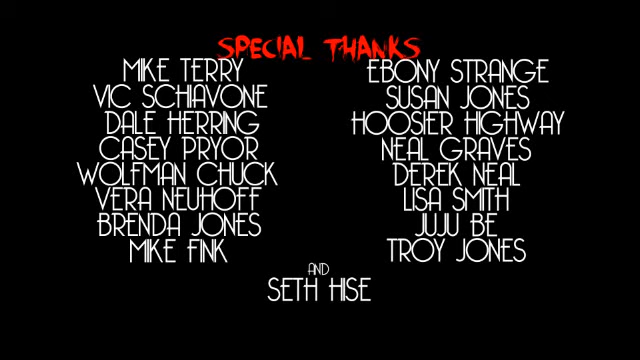 SPECIAL THANKS
MIKE TERRY
VIC SCHIAVONE
DALE HERRING
CASEY PRYOR
WOLFMAN CHUCK
VERA NEUHOFF
BRENDA JONES
MIKE FINK
EBONY STRANGE
SUSAN JONES
HOOSIER HIGHWAY
NEAL GRAVES
DEREK NEAL
LISA SMITH
JUJU BE
TROY JONES
AND
SETH HISE